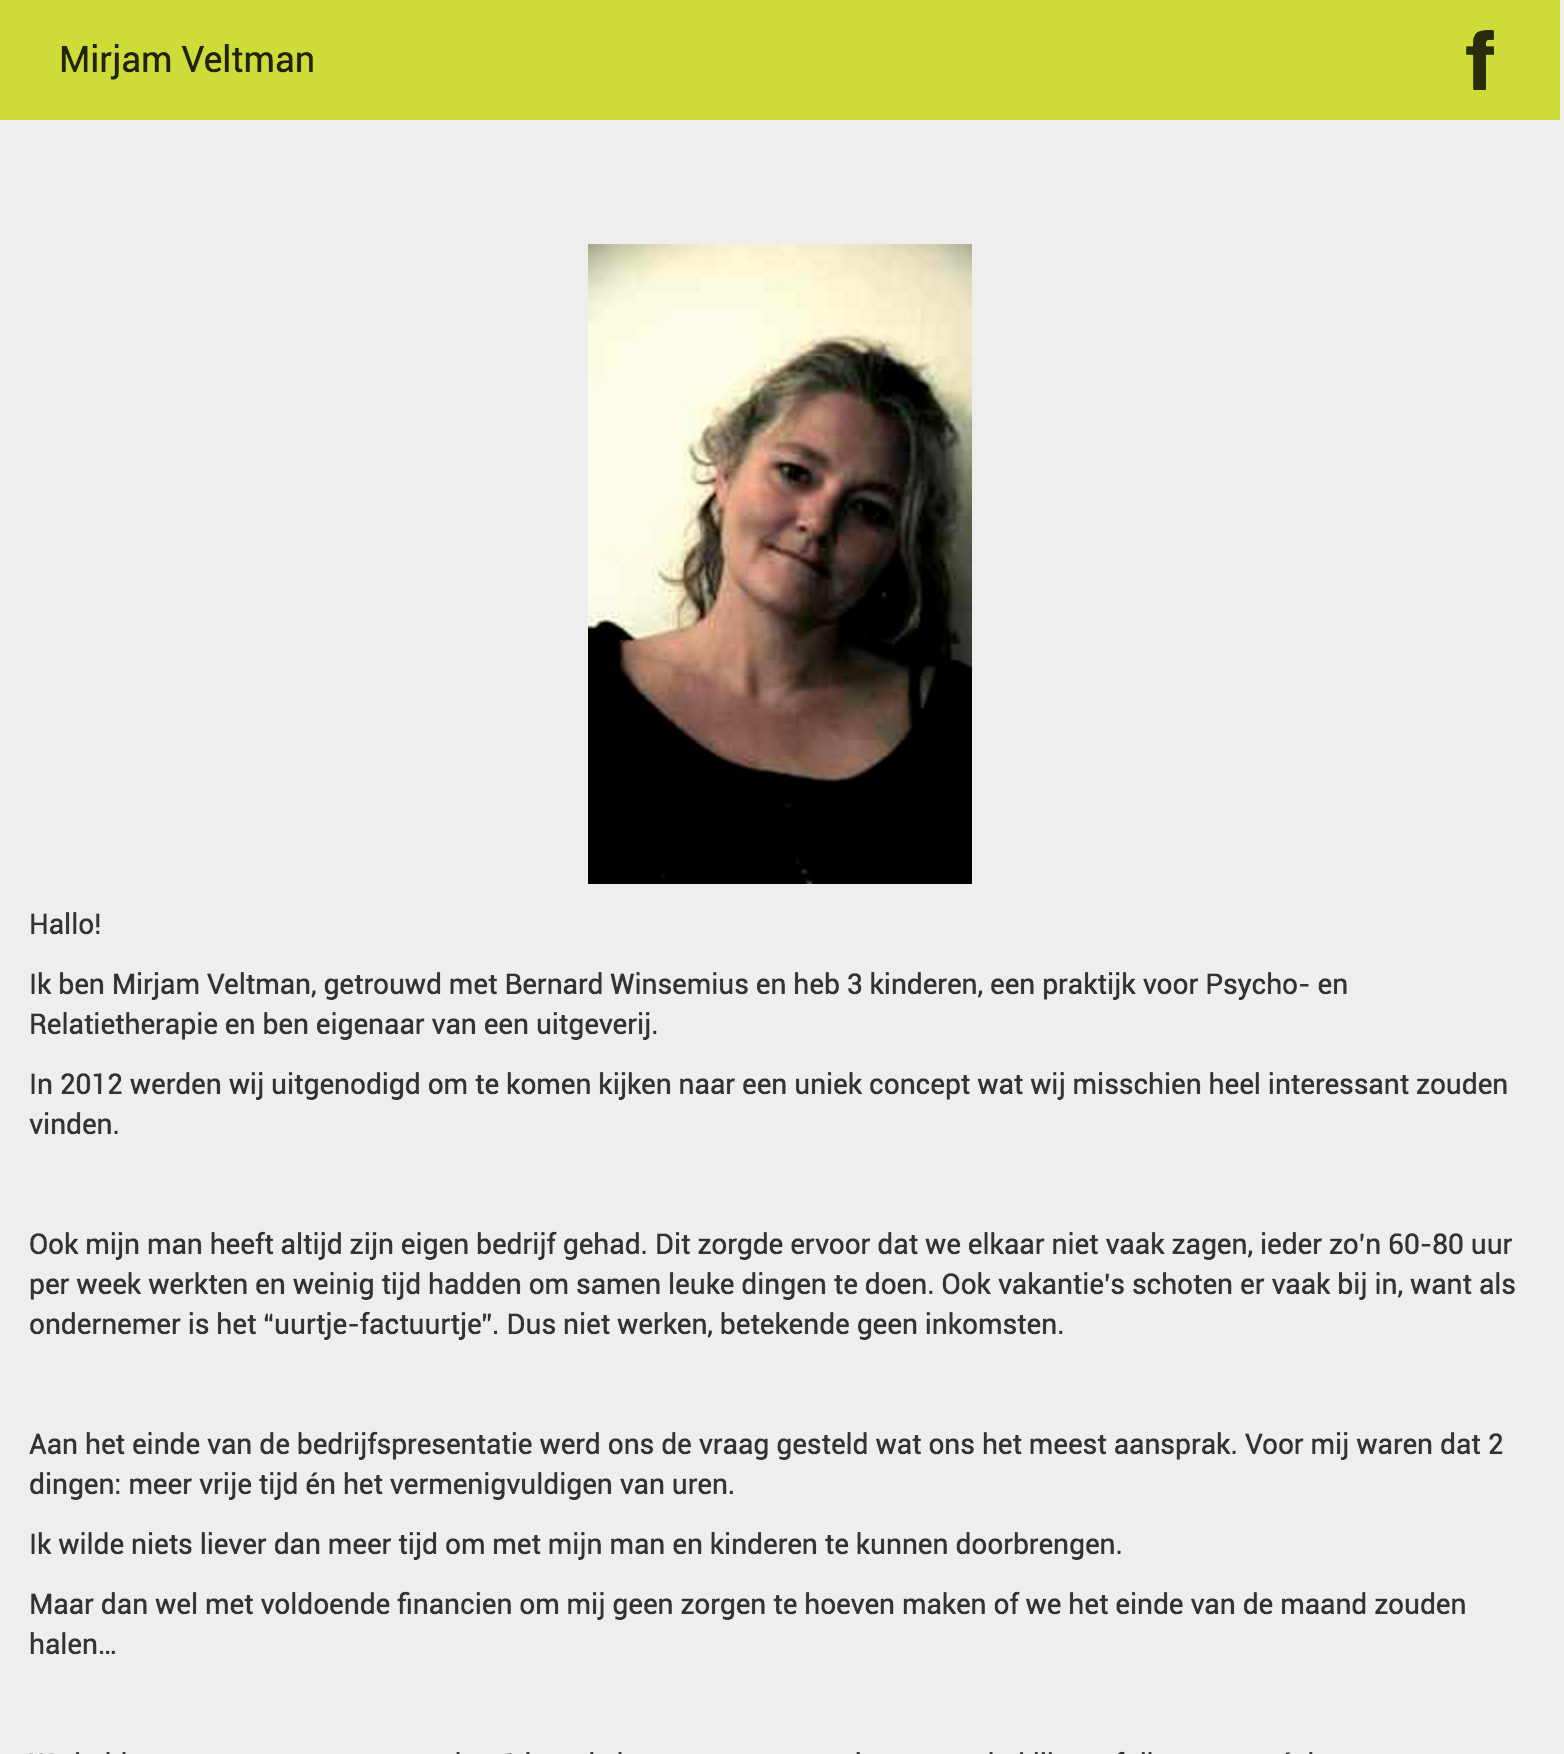 Mirjam Veltman
f
Hallo!
Ik ben Mirjam Veltman, getrouwd met Bernard Winsemius en heb 3 kinderen, een praktijk voor Psycho- en
Relatietherapie en ben eigenaar van een uitgeverij.
In 2012 werden wij uitgenodigd om te komen kijken naar een uniek concept wat wij misschien heel interessant zouden
vinden.
Ook mijn man heeft altijd zijn eigen bedrijf gehad. Dit zorgde ervoor dat we elkaar niet vaak zagen, ieder zo'n 60-80 uur
per week werkten en weinig tijd hadden om samen leuke dingen te doen. Ook vakantie's schoten er vaak bij in, want als
ondernemer is het “uurtje-factuurtje”. Dus niet werken, betekende geen inkomsten.
Aan het einde van de bedrijfspresentatie werd ons de vraag gesteld wat ons het meest aansprak. Voor mij waren dat 2
dingen: meer vrije tijd én het vermenigvuldigen van uren.
Ik wilde niets liever dan meer tijd om met mijn man en kinderen te kunnen doorbrengen.
Maar dan wel met voldoende financien om mij geen zorgen te hoeven maken of we het einde van de maand zouden
halen…